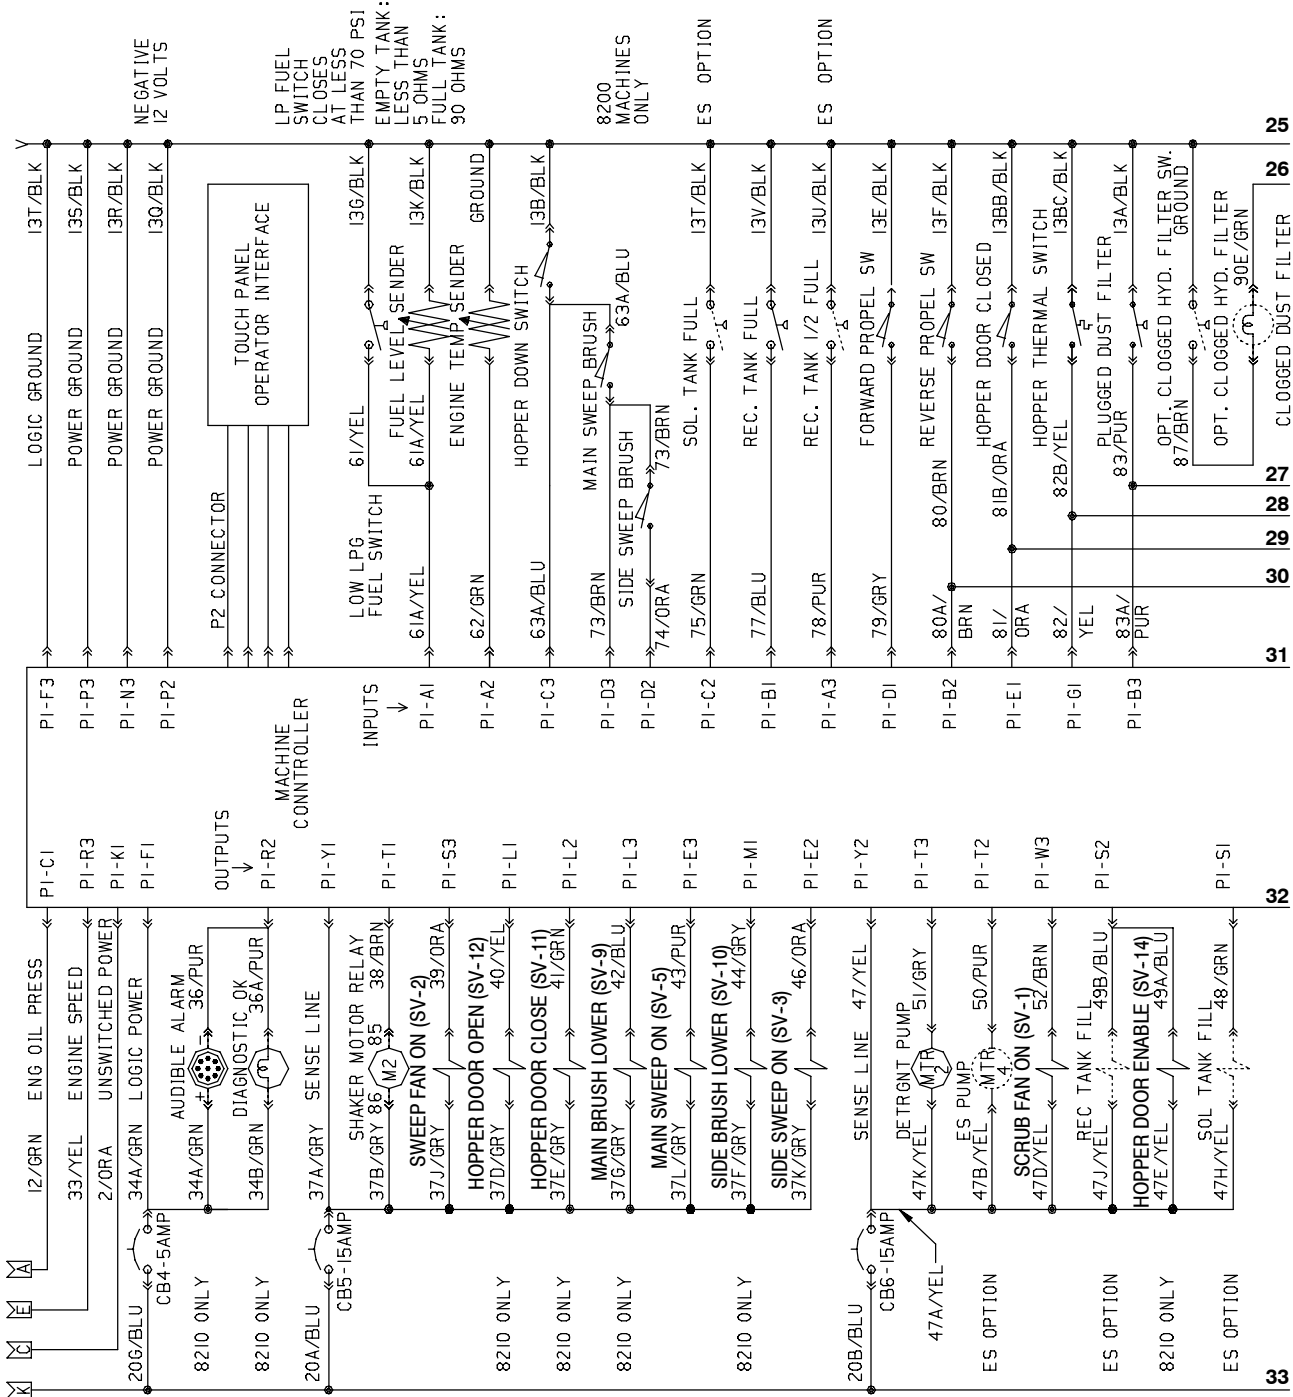 NEGATIVE
12 VOLTS
LP FUEL
SWITCH
CLOSES
AT LESS
THAN 70 PSI
EMPTY TANK:
LESS THAN
5 OHMS
FULL TANK:
90 OHMS
8200
MACHINES
ONLY
ES OPTION
ES OPTION
25
26
27
28
29
30
31
32
33
Y
13T/BLK
13S/BLK
13R/BLK
13Q/BLK
13G/BLK
13K/BLK
GROUND
13B/BLK
13T/BLK
13V/BLK
13U/BLK
13E/BLK
13F/BLK
13BB/BLK
13BC/BLK
13A/BLK
GROUND
90E/GRN
LOGIC GROUND
POWER GROUND
POWER GROUND
POWER GROUND
TOUCH PANEL
OPERATOR INTERFACE
P2 CONNECTOR
LOW LPG
FUEL SWITCH
61/YEL
FUEL LEVEL SENDER
61A/YEL
61A/YEL
ENGINE TEMP SENDER
62/GRN
HOPPER DOWN SWITCH
63A/BLU
63A/BLU
MAIN SWEEP BRUSH
73/BRN
73/BRN
SIDE SWEEP BRUSH
74/ORA
SOL. TANK FULL
75/GRN
REC. TANK FULL
77/BLU
REC. TANK 1/2 FULL
78/PUR
FORWARD PROPEL SW
79/GRY
REVERSE PROPEL SW
80/BRN
80A/
BRN
HOPPER DOOR CLOSED
81B/ORA
81/
ORA
HOPPER THERMAL SWITCH
82B/YEL
82/
YEL
PLUGGED DUST FILTER
83/PUR
83A/
PUR
OPT. CLOGGED HYD. FILTER SW.
87/BRN
OPT. CLOGGED HYD. FILTER
CLOGGED DUST FILTER
P1-F3
P1-P3
P1-N3
P1-P2
INPUTS
P1-A1
P1-A2
P1-C3
P1-D3
P1-D2
P1-C2
P1-B1
P1-A3
P1-D1
P1-B2
P1-E1
P1-G1
P1-B3
MACHINE
CONNTROLLER
OUTPUTS
P1-C1
P1-R3
P1-K1
P1-F1
P1-R2
P1-Y1
P1-T1
P1-S3
P1-L1
P1-L2
P1-L3
P1-E3
P1-M1
P1-E2
P1-Y2
P1-T3
P1-T2
P1-W3
P1-S2
P1-S1
12/GRN ENG OIL PRESS
33/YEL ENGINE SPEED
2/ORA UNSWITCHED POWER
34A/GRN LOGIC POWER
AUDIBLE ALARM
34A/GRN + - 36/PUR
DIAGNOSTIC OK
34B/GRN 36A/PUR
37A/GRY SENSE LINE
SHAKER MOTOR RELAY
37B/GRY 86 M2 85 38/BRN
SWEEP FAN ON (SV-2)
37J/GRY 39/ORA
HOPPER DOOR OPEN (SV-12)
37D/GRY 40/YEL
HOPPER DOOR CLOSE (SV-11)
37E/GRY 41/GRN
MAIN BRUSH LOWER (SV-9)
37G/GRY 42/BLU
MAIN SWEEP ON (SV-5)
37L/GRY 43/PUR
SIDE BRUSH LOWER (SV-10)
37F/GRY 44/GRY
SIDE SWEEP ON (SV-3)
37K/GRY 46/ORA
SENSE LINE 47/YEL
DETRGNT PUMP
47K/YEL MTR 2 51/GRY
ES PUMP
47B/YEL MTR 4 50/PUR
SCRUB FAN ON (SV-1)
47D/YEL 52/BRN
REC TANK FILL
47J/YEL 49B/BLU
HOPPER DOOR ENABLE (SV-14)
47E/YEL 49A/BLU
SOL TANK FILL
47H/YEL 48/GRN
A
E
C
K
20G/BLU
CB4-5AMP
8210 ONLY
8210 ONLY
20A/BLU
CB5-15AMP
8210 ONLY
8210 ONLY
8210 ONLY
8210 ONLY
20B/BLU
CB6-15AMP
47A/YEL
ES OPTION
ES OPTION
8210 ONLY
ES OPTION